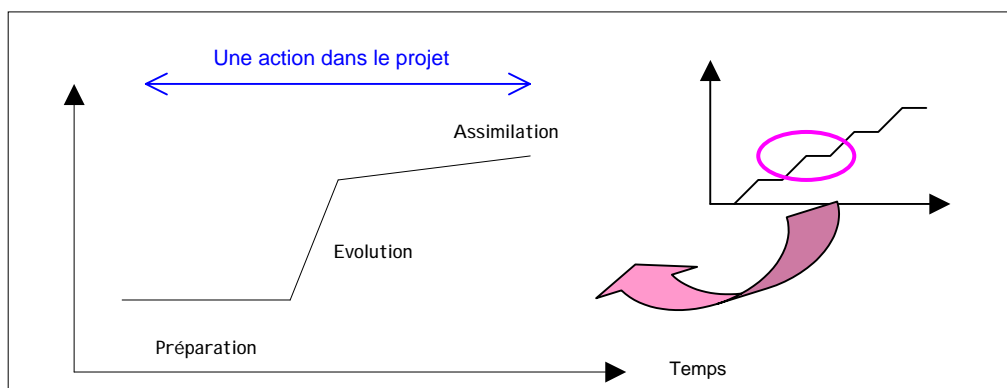 Une action dans le projet
Assimilation
Evolution
Préparation
Temps